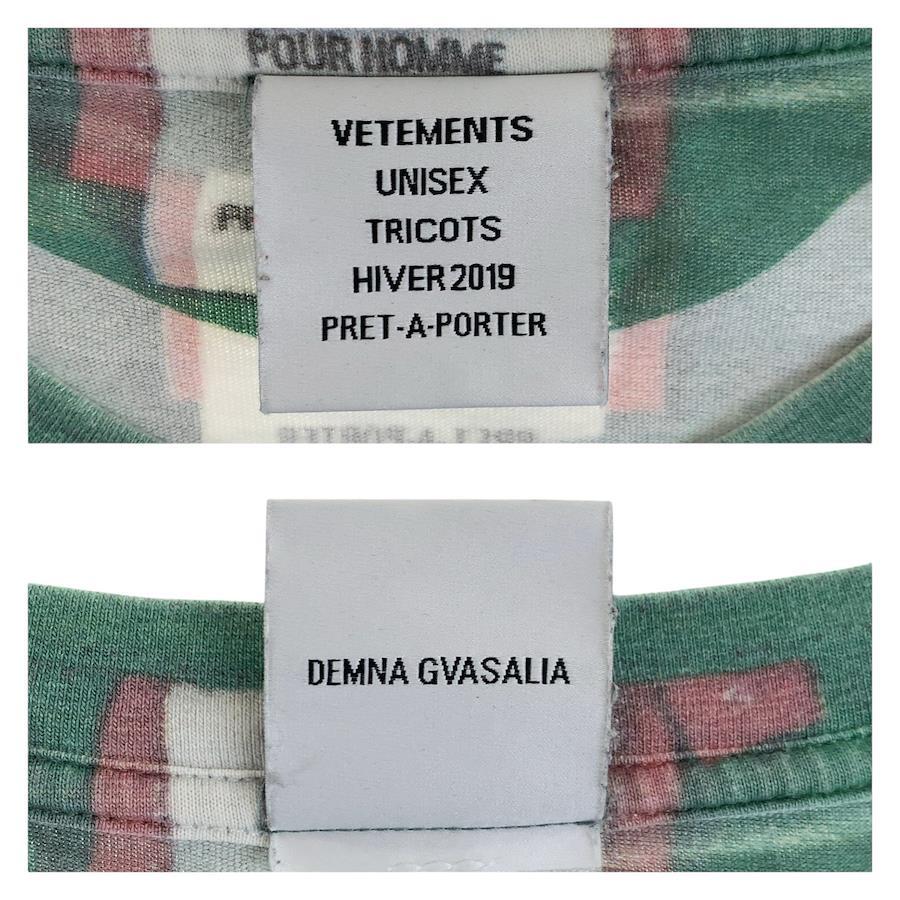 POUR HOMME
VETEMENTS
UNISEX
TRICOTS
HIVER 2019
PRET-A-PORTER
DEMNA GVASALIA